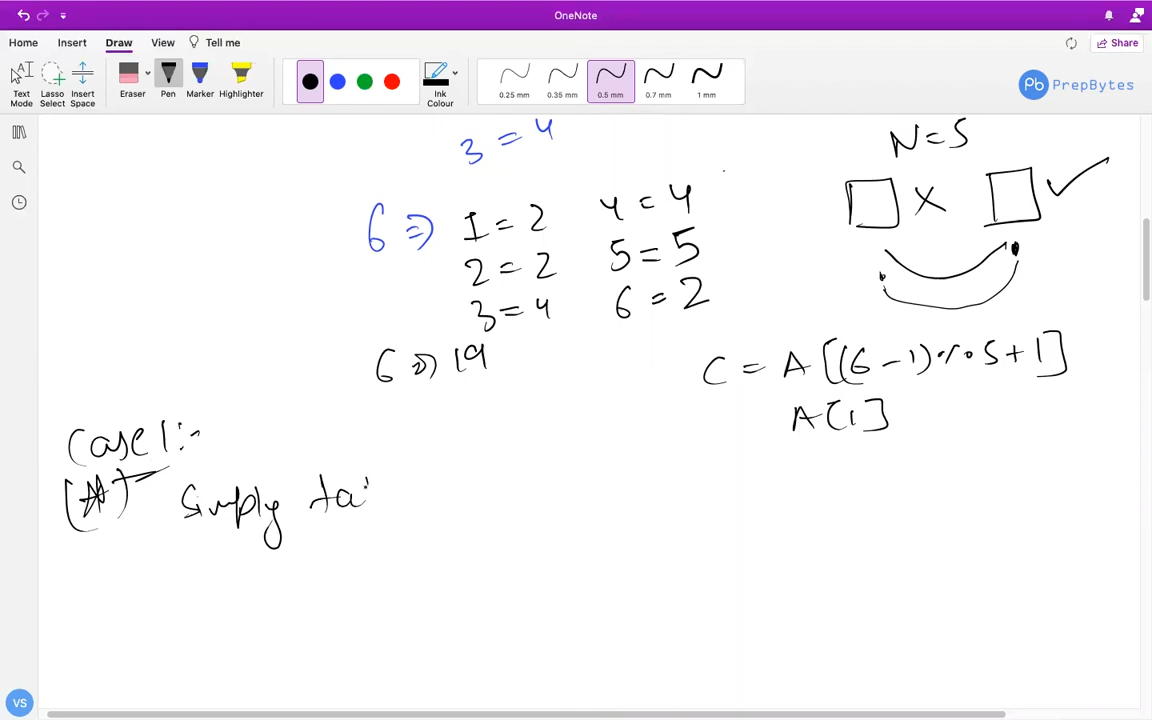 OneNote
Home Insert Draw View Tell me
Share
Text Mode
Lasso Select
Insert Space
Eraser
Pen
Marker
Highlighter
Ink Colour
0.25 mm
0.35 mm
0.5 mm
0.7 mm
1 mm
Pb PrepBytes
3 = 4
N = 5
6 => 1 = 2 4 = 4
2 = 2 5 = 5
3 = 4 6 = 2
6 => 19
C = A[(6-1)%5+1]
A[1]
Case 1:-
(A)- Simply
VS